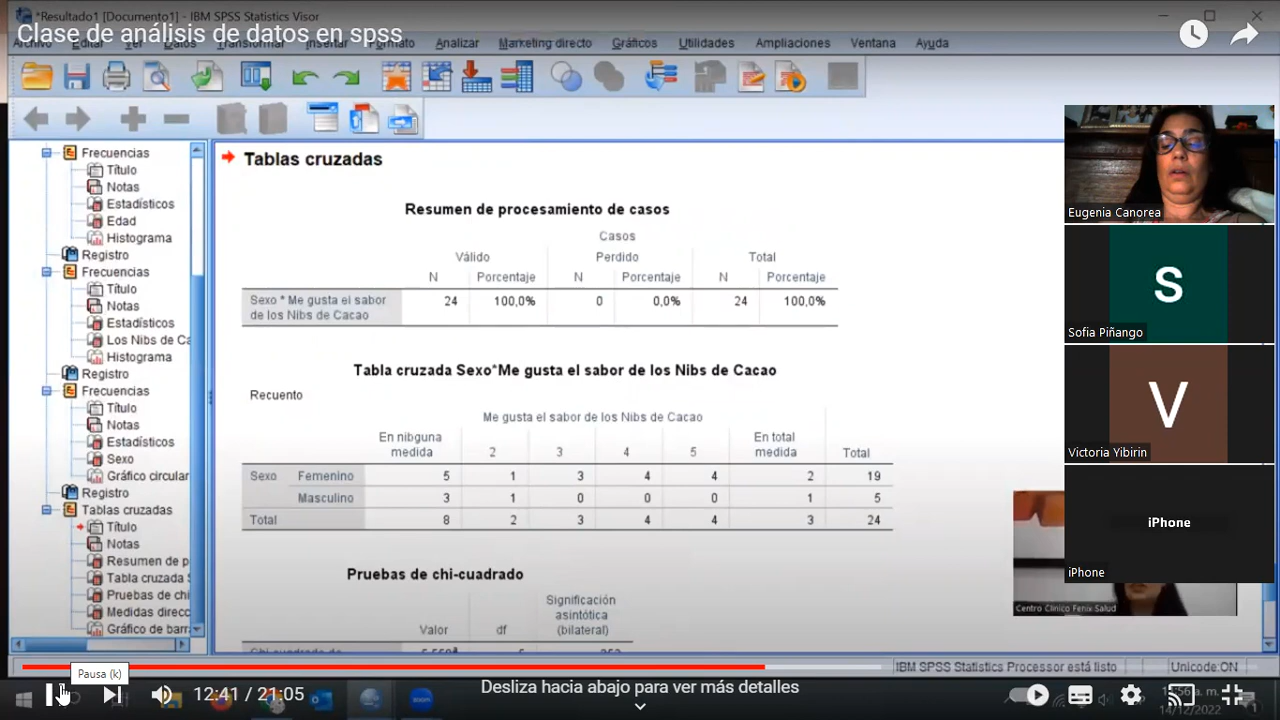 *Resultado1 [Documento1] - IBM SPSS Statistics Visor
Clase de análisis de datos en spss
Archivo Editar Ver Datos Transformar Insertar Formato Analizar Marketing directo Gráficos Utilidades Ampliaciones Ventana Ayuda
Frecuencias
Título
Notas
Estadísticos
Edad
Histograma
Registro
Frecuencias
Título
Notas
Estadísticos
Los Nibs de Ca
Histograma
Registro
Frecuencias
Título
Notas
Estadísticos
Sexo
Gráfico circular
Registro
Tablas cruzadas
Título
Notas
Resumen de p
Tabla cruzada S
Pruebas de chi
Medidas direcc
Gráfico de barr
Tablas cruzadas
Resumen de procesamiento de casos
Casos
Válido Perdido Total
N Porcentaje N Porcentaje N Porcentaje
Sexo * Me gusta el sabor
de los Nibs de Cacao
24 100,0% 0 0,0% 24 100,0%
Tabla cruzada Sexo*Me gusta el sabor de los Nibs de Cacao
Recuento
Me gusta el sabor de los Nibs de Cacao
En nibguna
medida
2 3 4 5
En total
medida
Total
Sexo Femenino 5 1 3 4 4 2 19
Masculino 3 1 0 0 0 1 5
Total 8 2 3 4 4 3 24
Pruebas de chi-cuadrado
Valor df
Significación
asintótica
(bilateral)
Eugenia Canorea
S
Sofia Piñango
V
Victoria Yibirin
iPhone
iPhone
Centro Clinico Fenix Salud
IBM SPSS Statistics Processor está listo
Unicode:ON
Pausa (k)
12:41 / 21:05
Desliza hacia abajo para ver más detalles
zoom
14/12/2022